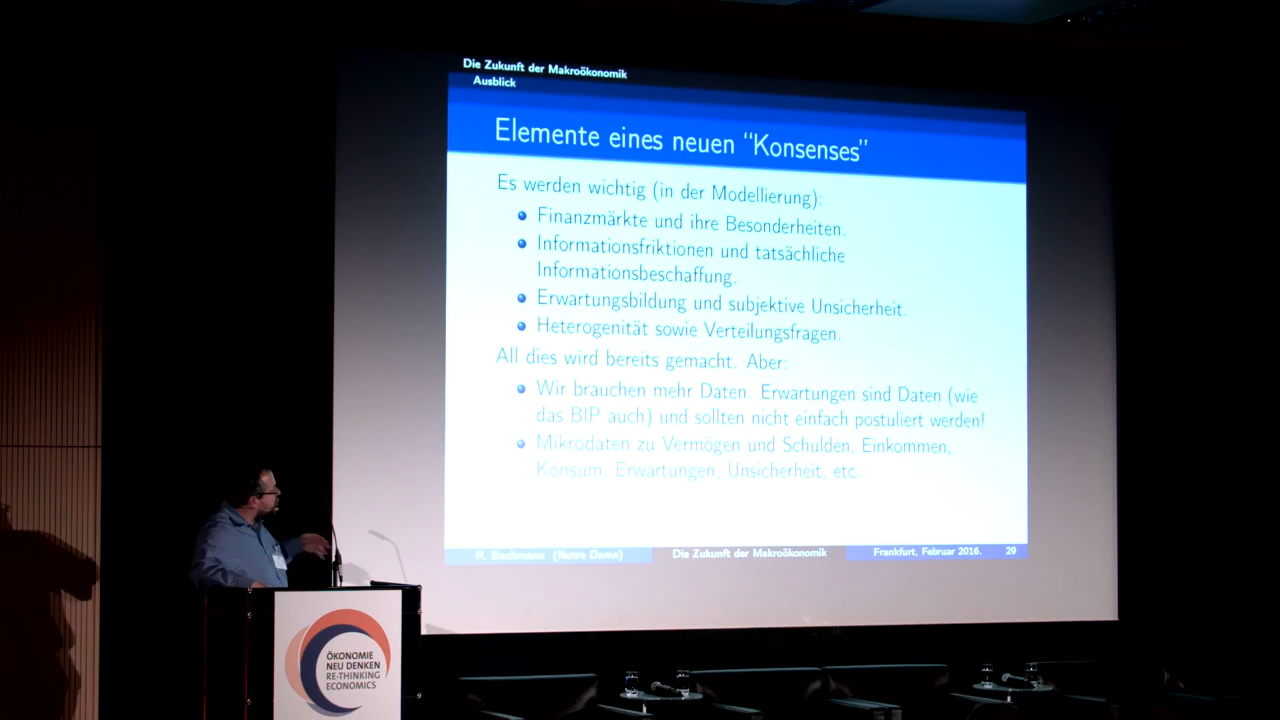 Die Zukunft der Makroökonomik
Ausblick
Elemente eines neuen “Konsenses”
Es werden wichtig (in der Modellierung):
Finanzmärkte und ihre Besonderheiten.
Informationsfriktionen und tatsächliche
Informationsbeschaffung.
Erwartungsbildung und subjektive Unsicherheit.
Heterogenität sowie Verteilungsfragen.
All dies wird bereits gemacht. Aber:
Wir brauchen mehr Daten. Erwartungen sind Daten (wie
das BIP auch) und sollten nicht einfach postuliert werden!
Mikrodaten zu Vermögen und Schulden, Einkommen,
Konsum, Erwartungen, Unsicherheit, etc.
R. Bachmann (Notre Dame)
Die Zukunft der Makroökonomik
Frankfurt, Februar 2016.
29
ÖKONOMIE
NEU DENKEN
RE-THINKING
ECONOMICS